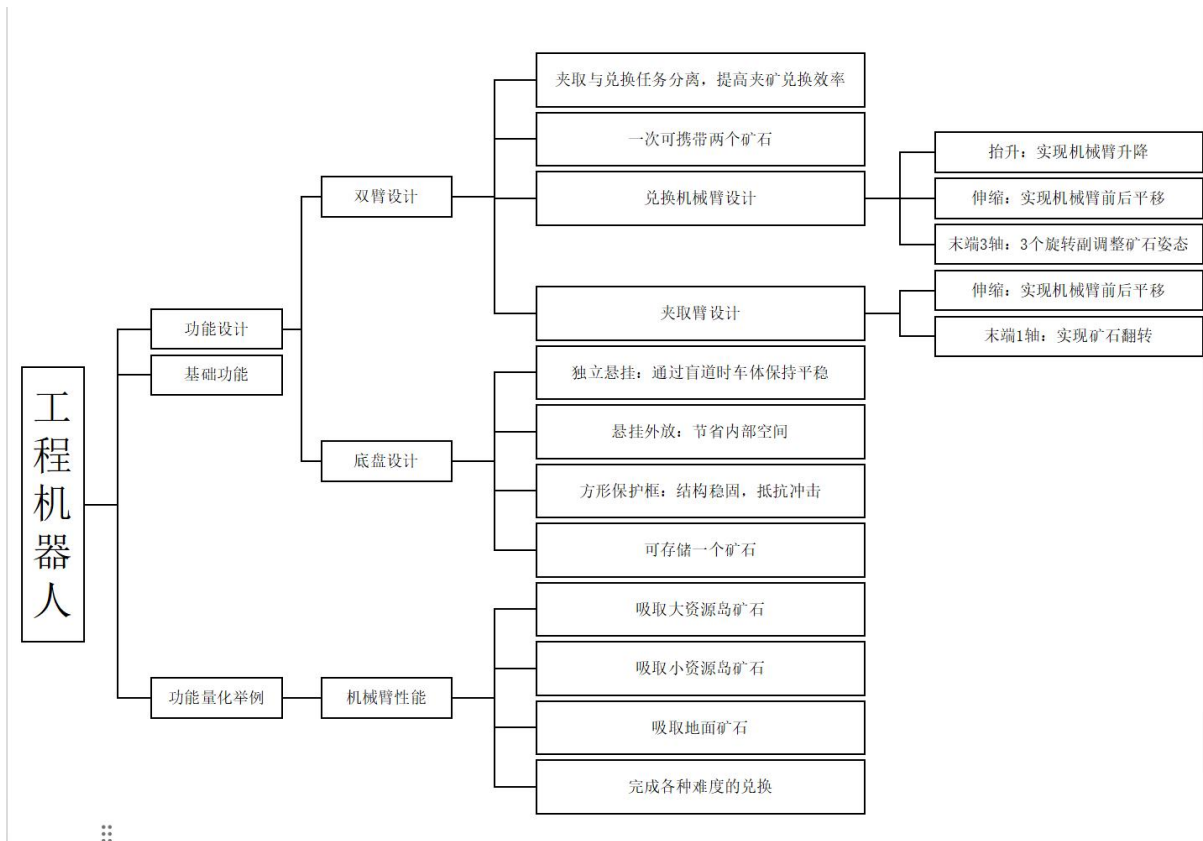 工程机器人
功能设计
基础功能
功能量化举例
双臂设计
底盘设计
机械臂性能
夹取与兑换任务分离，提高夹矿兑换效率
一次可携带两个矿石
兑换机械臂设计
夹取臂设计
独立悬挂：通过盲道时车体保持平稳
悬挂外放：节省内部空间
方形保护框：结构稳固，抵抗冲击
可存储一个矿石
吸取大资源岛矿石
吸取小资源岛矿石
吸取地面矿石
完成各种难度的兑换
抬升：实现机械臂升降
伸缩：实现机械臂前后平移
末端3轴：3个旋转副调整矿石姿态
伸缩：实现机械臂前后平移
末端1轴：实现矿石翻转